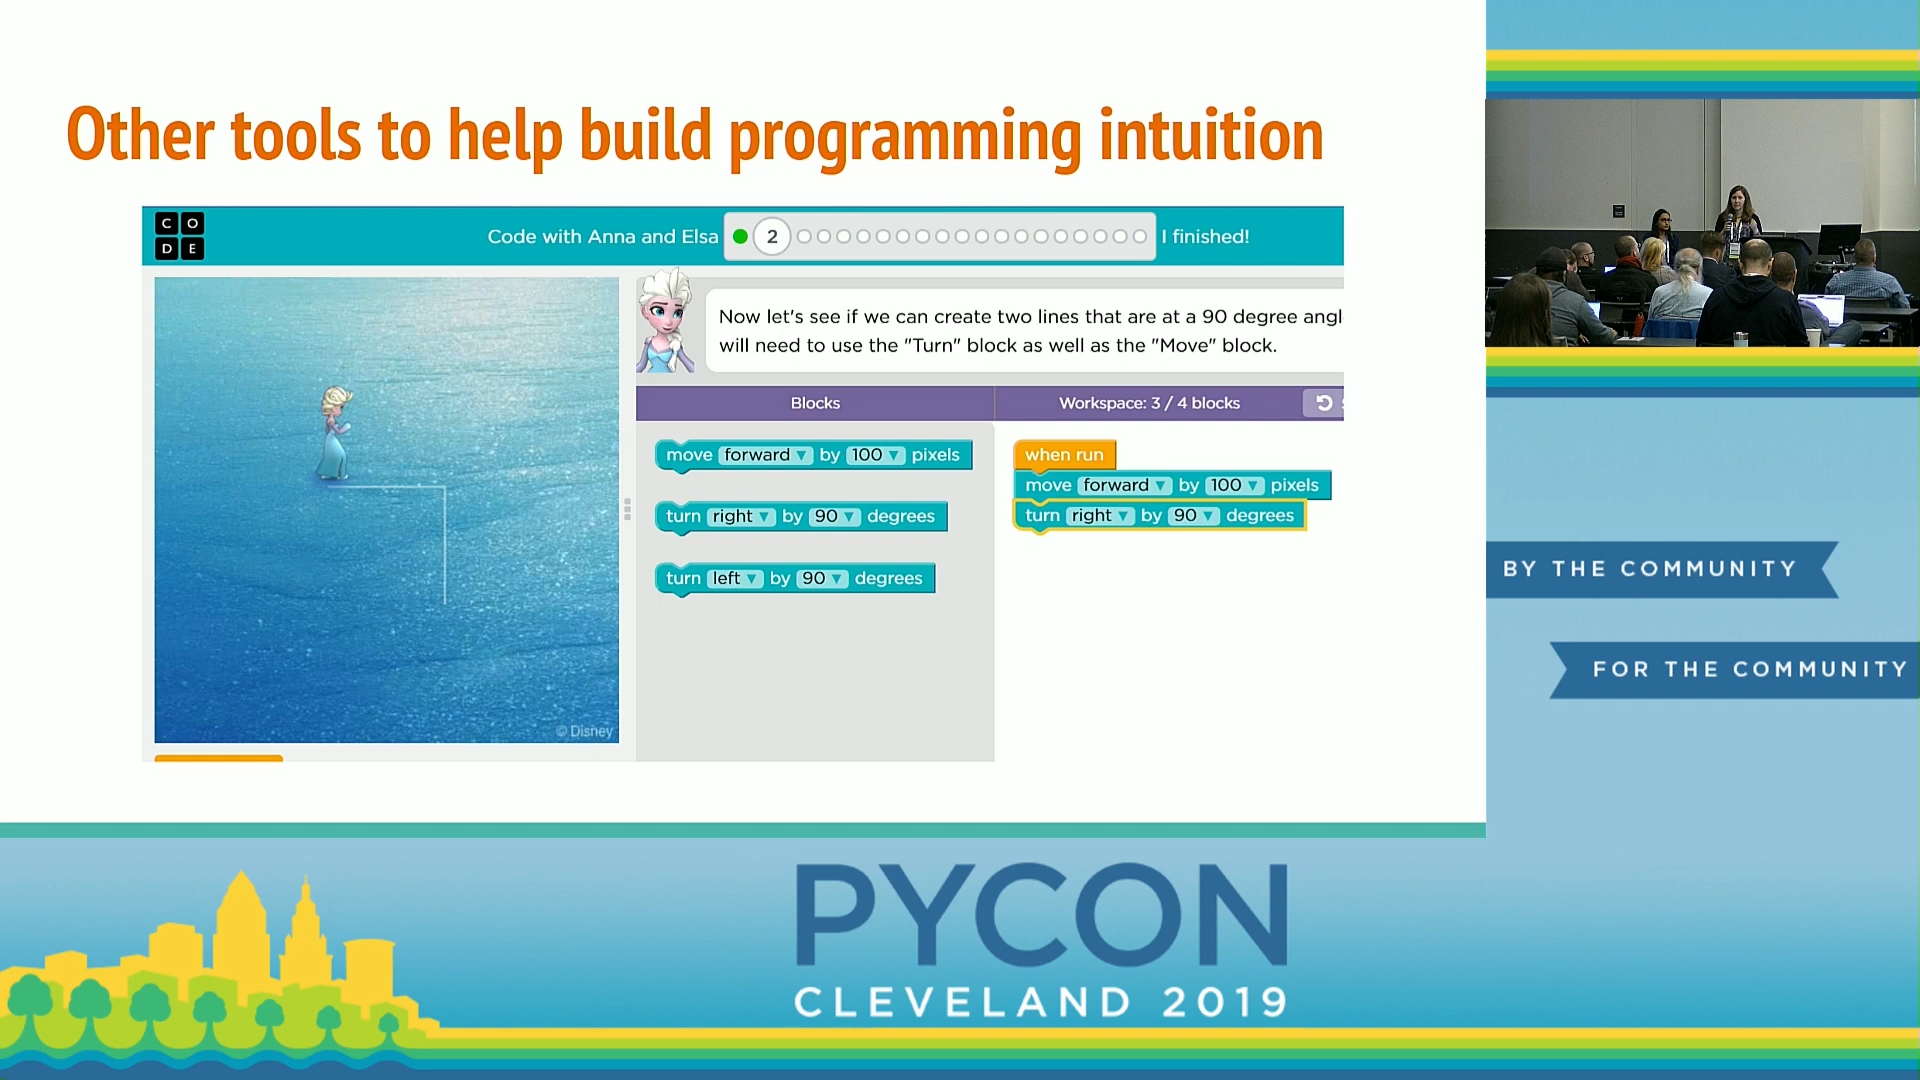 Other tools to help build programming intuition
C O
D E
Code with Anna and Elsa
2
I finished!
Now let's see if we can create two lines that are at a 90 degree angl
will need to use the "Turn" block as well as the "Move" block.
Blocks
Workspace: 3 / 4 blocks
move forward ▼ by 100 ▼ pixels
turn right ▼ by 90 ▼ degrees
turn left ▼ by 90 ▼ degrees
when run
move forward ▼ by 100 ▼ pixels
turn right ▼ by 90 ▼ degrees
© Disney
BY THE COMMUNITY
FOR THE COMMUNITY
PYCON
CLEVELAND 2019